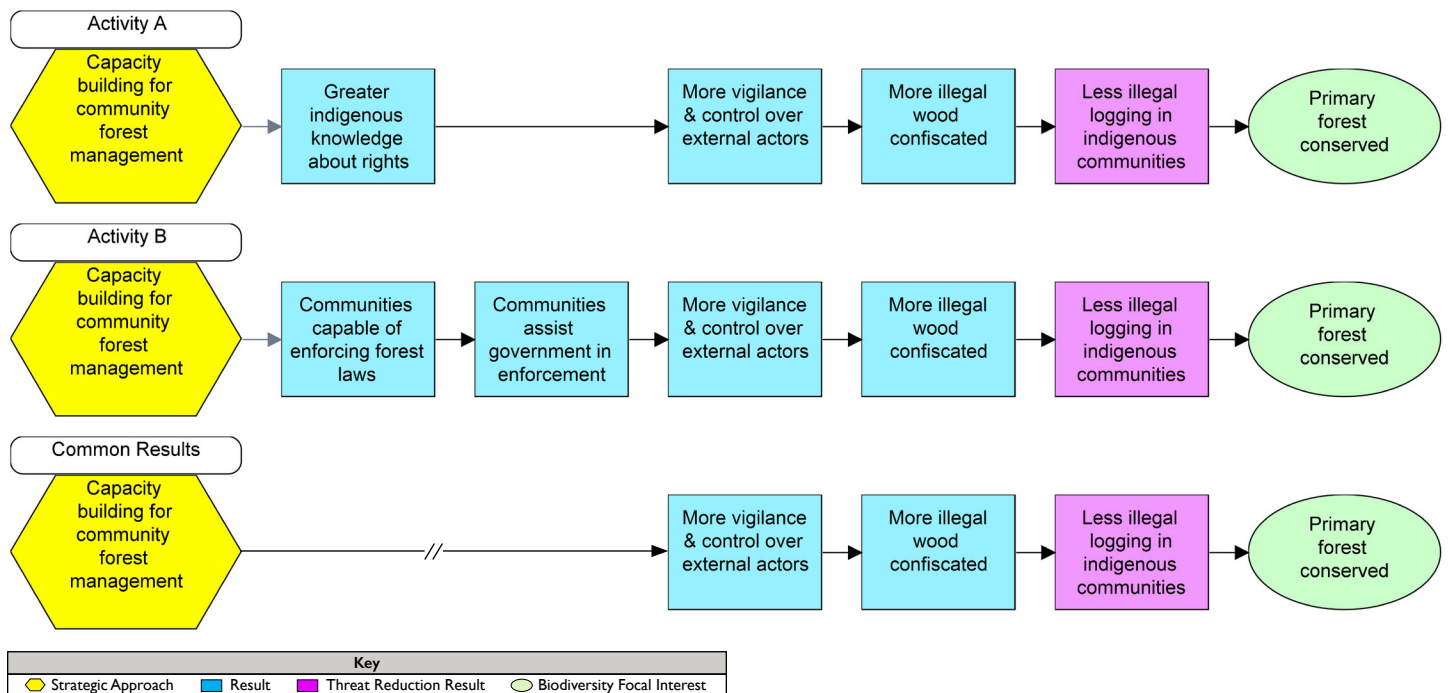 Activity A
Capacity
building for
community
forest
management
Greater
indigenous
knowledge
about rights
More vigilance
& control over
external actors
More illegal
wood
confiscated
Less illegal
logging in
indigenous
communities
Primary
forest
conserved
Activity B
Capacity
building for
community
forest
management
Communities
capable of
enforcing forest
laws
Communities
assist
government in
enforcement
More vigilance
& control over
external actors
More illegal
wood
confiscated
Less illegal
logging in
indigenous
communities
Primary
forest
conserved
Common Results
Capacity
building for
community
forest
management
//
More vigilance
& control over
external actors
More illegal
wood
confiscated
Less illegal
logging in
indigenous
communities
Primary
forest
conserved
Key
Strategic Approach Result Threat Reduction Result Biodiversity Focal Interest